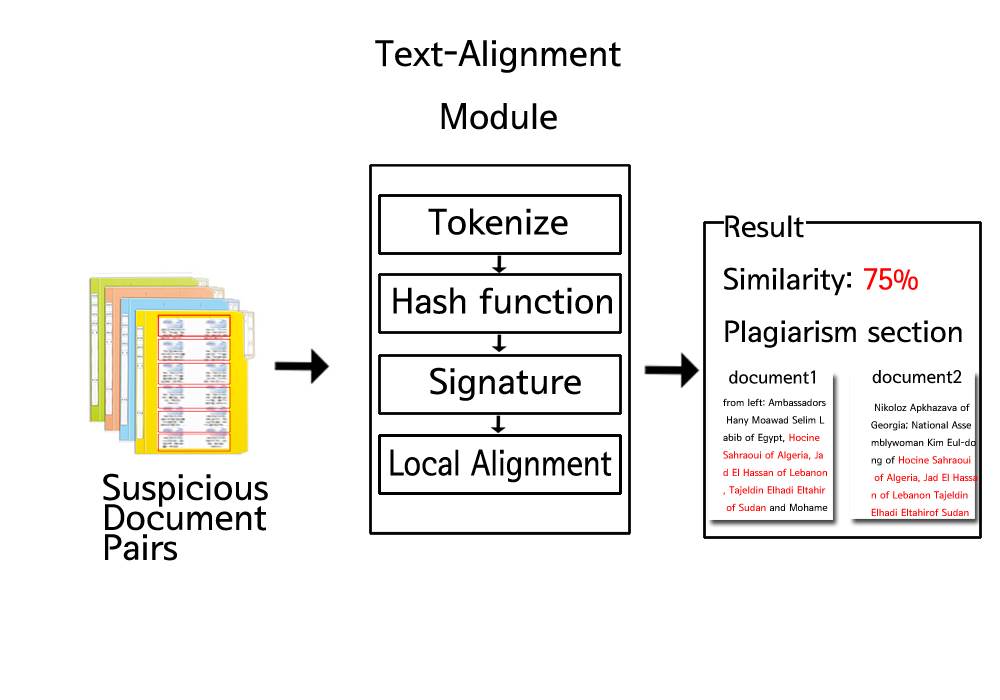 Text-Alignment
Module
Tokenize
Hash function
Signature
Local Alignment
Suspicious
Document
Pairs
Result
Similarity: 75%
Plagiarism section
document1
from left: Ambassadors
Hany Moawad Selim L
abib of Egypt, Hocine
Sahraoui of Algeria, Ja
d El Hassan of Lebanon
, Tajeldin Elhadi Eltahir
of Sudan and Mohame
document2
Nikoloz Apkhazava of
Georgia; National Asse
mblywoman Kim Eul-do
ng of Hocine Sahraoui
of Algeria, Jad El Hassa
n of Lebanon Tajeldin
Elhadi Eltahirof Sudan